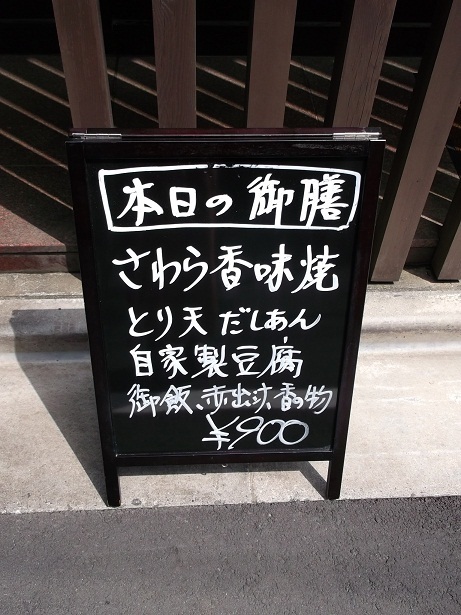 本日の御膳
さわら香味焼
とり天だしあん
自家製豆腐
御飯、赤出汁、香の物
¥900